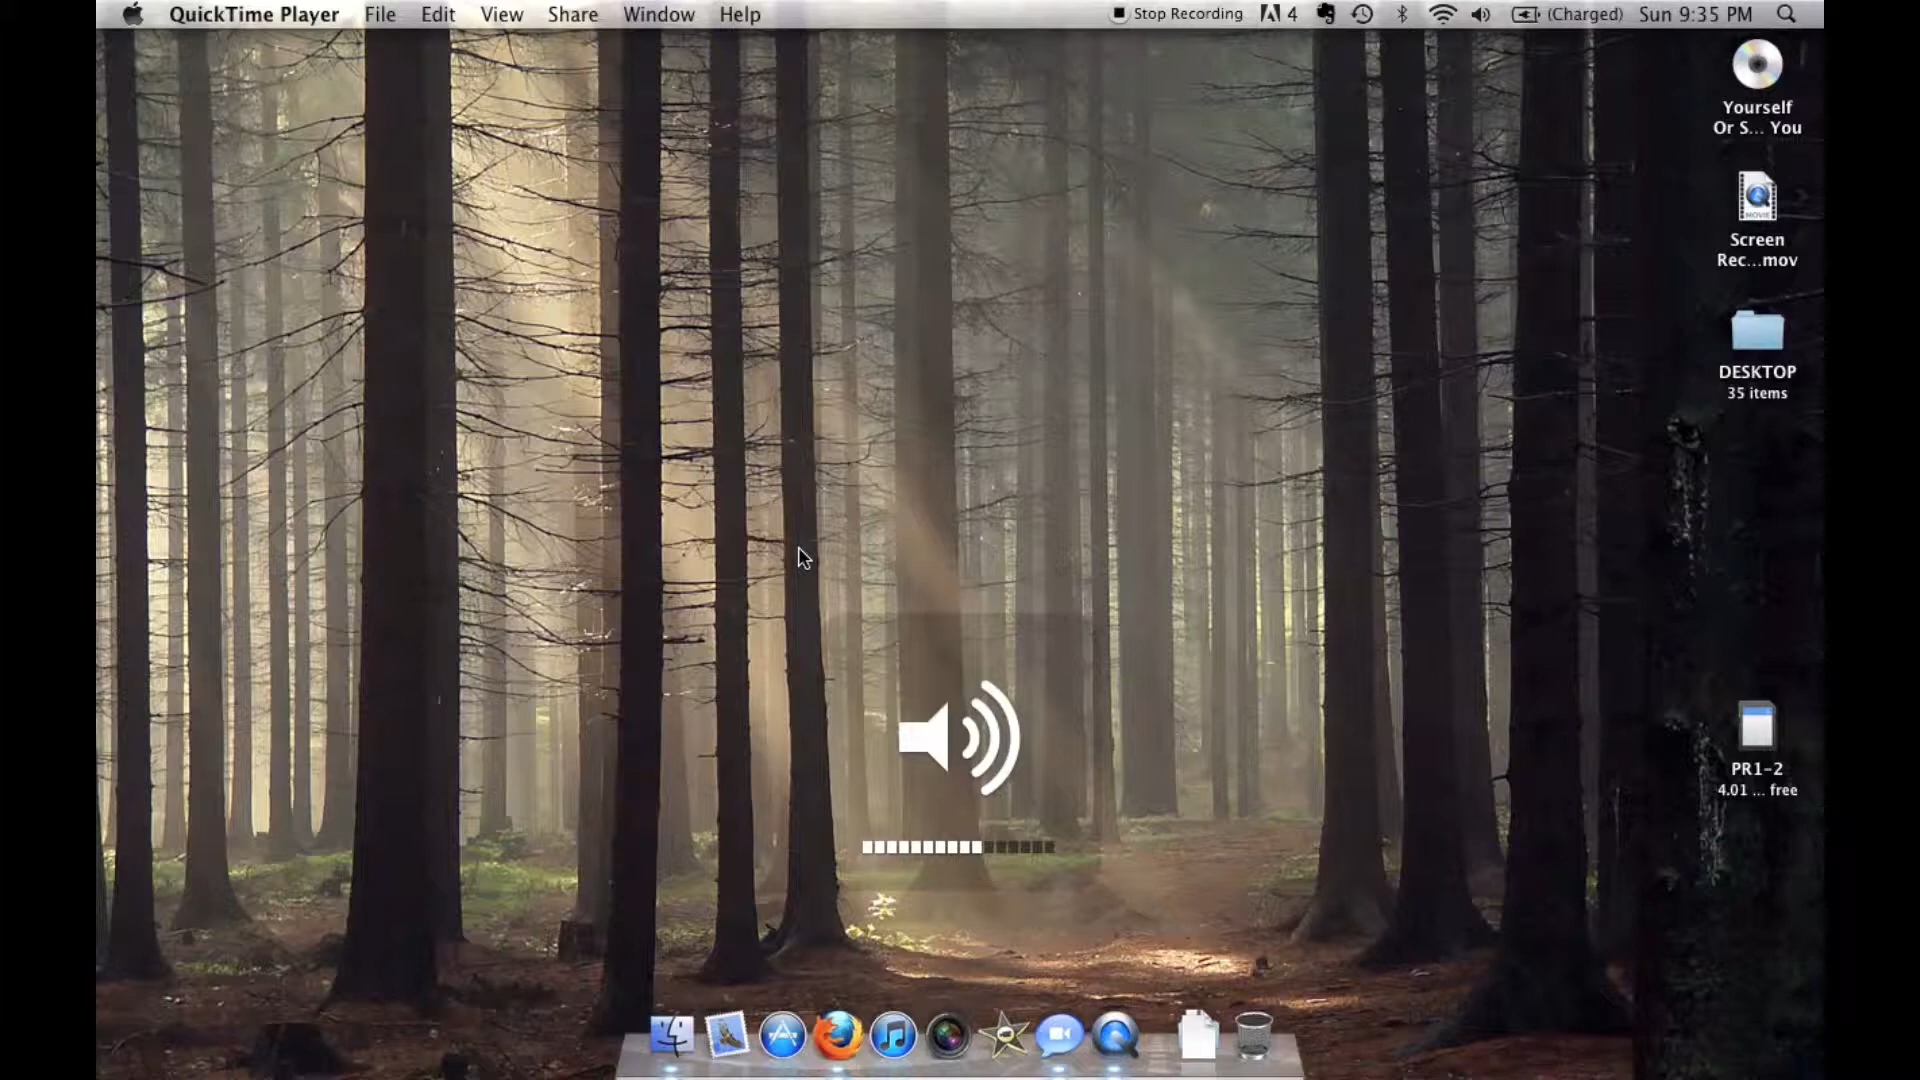 QuickTime Player File Edit View Share Window Help Stop Recording 4 (Charged) Sun 9:35 PM
Yourself
Or S... You
MOVIE
Screen
Rec...mov
DESKTOP
35 items
PR1-2
4.01 ... free